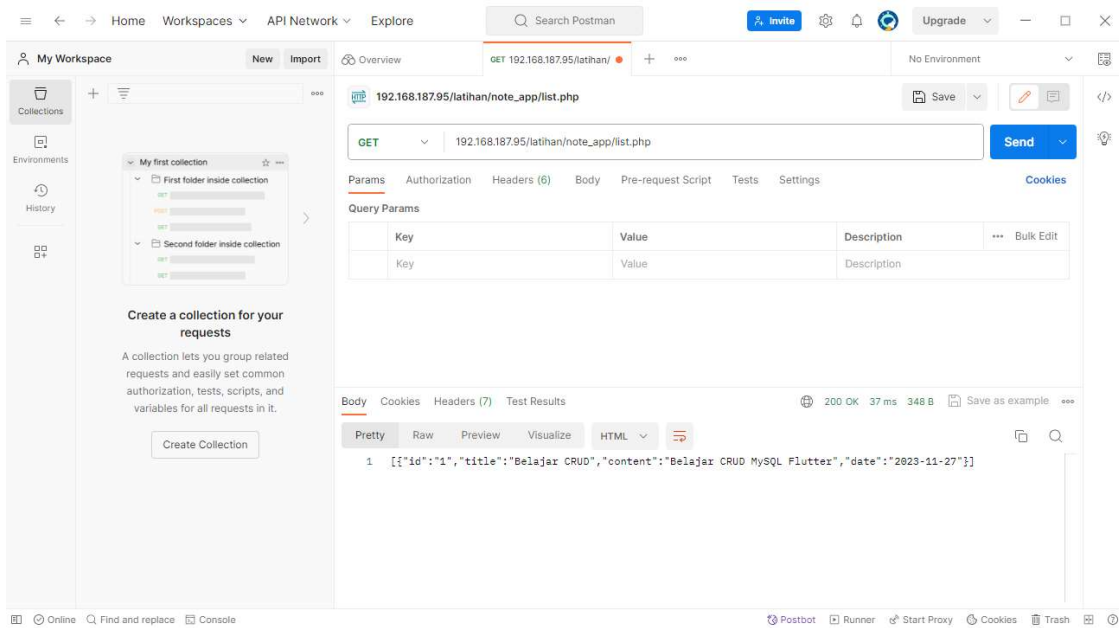 Home Workspaces API Network Explore Search Postman Invite Upgrade
My Workspace New Import Overview GET 192.168.187.95/latihan/ No Environment
Collections
Environments
History
My first collection
First folder inside collection
GET
POST
GET
Second folder inside collection
GET
GET
Create a collection for your
requests
A collection lets you group related
requests and easily set common
authorization, tests, scripts, and
variables for all requests in it.
Create Collection
HTTP 192.168.187.95/latihan/note_app/list.php Save
GET 192.168.187.95/latihan/note_app/list.php Send
Params Authorization Headers (6) Body Pre-request Script Tests Settings Cookies
Query Params
Key Value Description Bulk Edit
Key Value Description
Body Cookies Headers (7) Test Results 200 OK 37 ms 348 B Save as example
Pretty Raw Preview Visualize HTML
1 [{"id":"1","title":"Belajar CRUD","content":"Belajar CRUD MySQL Flutter","date":"2023-11-27"}]
Online Find and replace Console Postbot Runner Start Proxy Cookies Trash